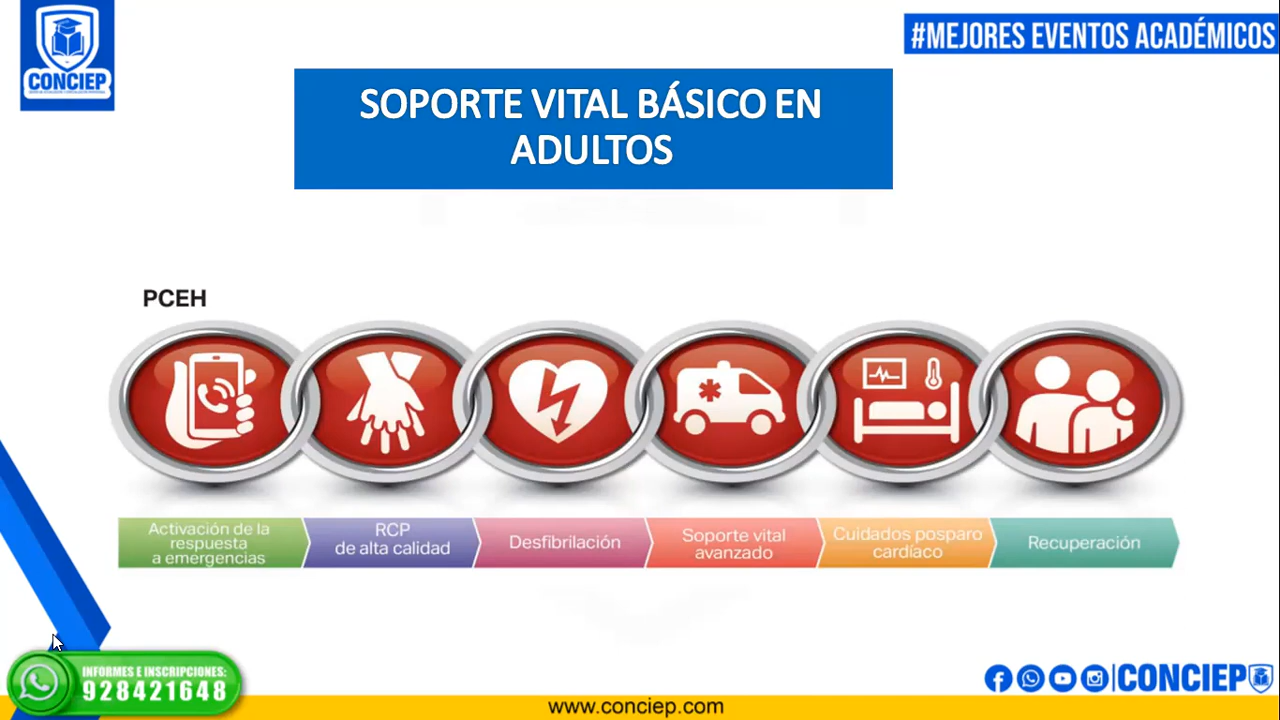 CONCIEP
#MEJORES EVENTOS ACADÉMICOS
SOPORTE VITAL BÁSICO EN
ADULTOS
PCEH
Activación de la
respuesta
a emergencias
RCP
de alta calidad
Desfibrilación
Soporte vital
avanzado
Cuidados posparo
cardíaco
Recuperación
INFORMES E INSCRIPCIONES:
928421648
CONCIEP
www.conciep.com